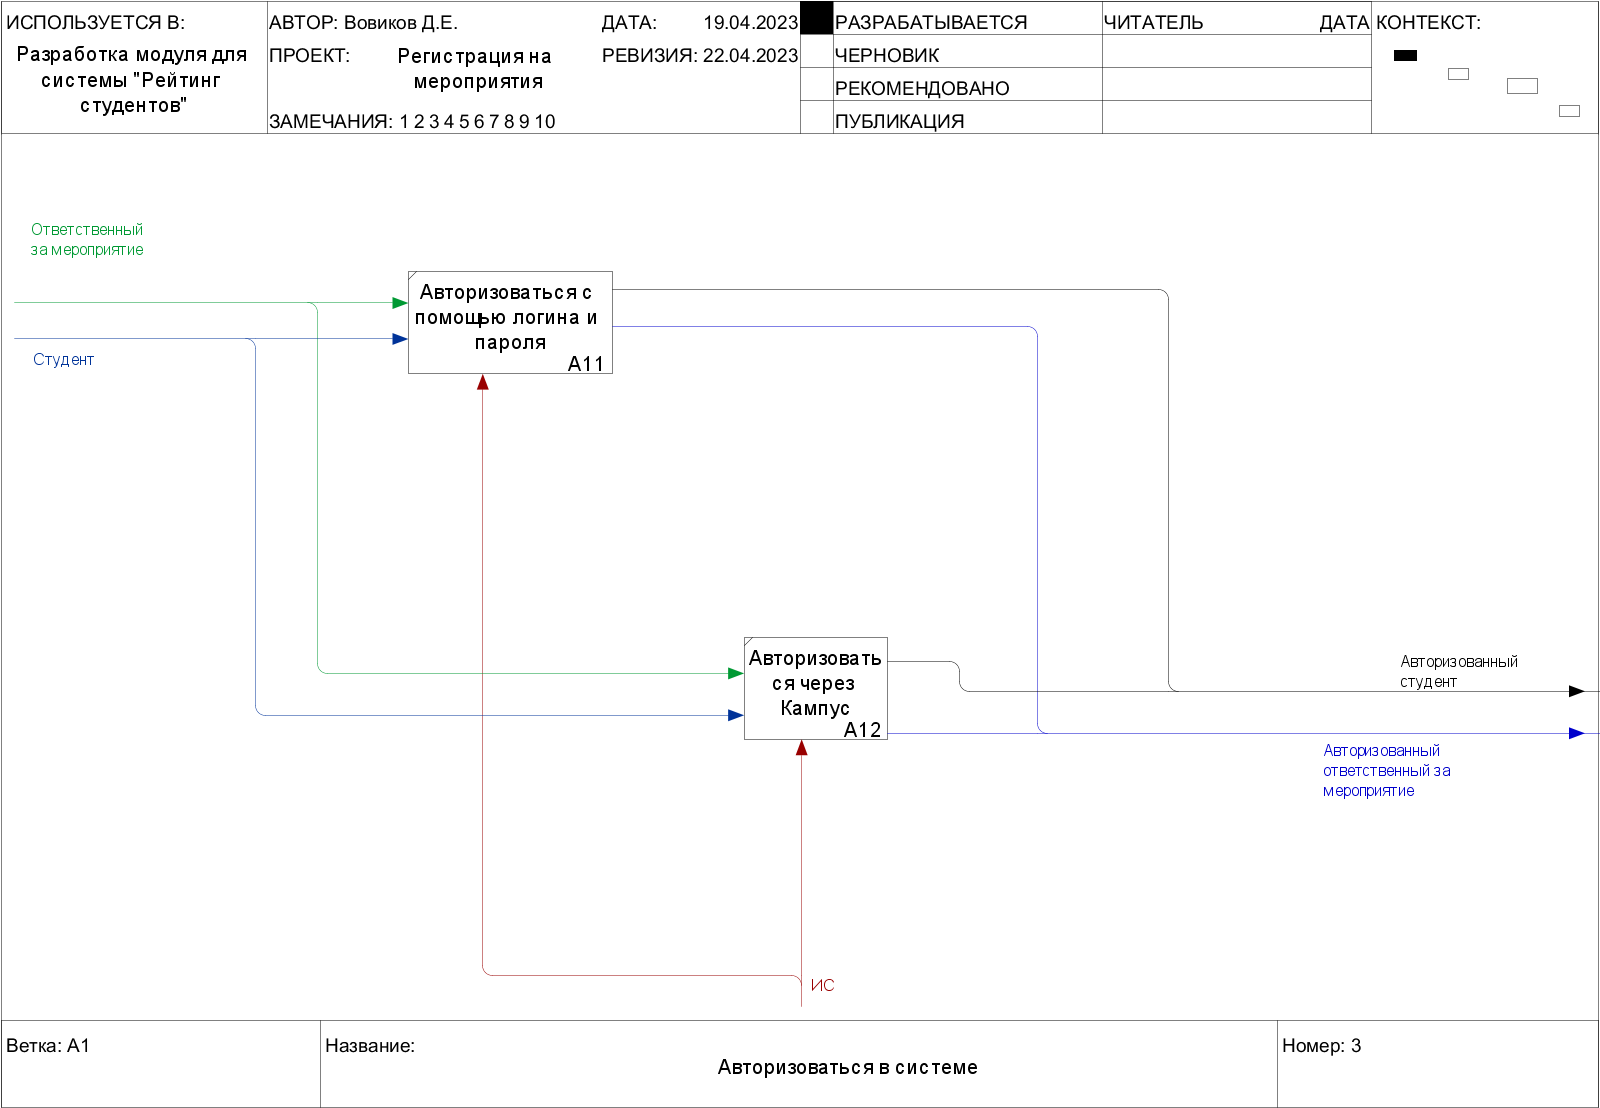 ИСПОЛЬЗУЕТСЯ В:
Разработка модуля для
системы "Рейтинг
студентов"
АВТОР: Вовиков Д.Е.
ДАТА: 19.04.2023
ПРОЕКТ: Регистрация на
мероприятия
РЕВИЗИЯ: 22.04.2023
ЗАМЕЧАНИЯ: 1 2 3 4 5 6 7 8 9 10
РАЗРАБАТЫВАЕТСЯ
ЧЕРНОВИК
РЕКОМЕНДОВАНО
ПУБЛИКАЦИЯ
ЧИТАТЕЛЬ ДАТА
КОНТЕКСТ:
Ответственный
за мероприятие
Студент
Авторизоваться с
помощью логина и
пароля
A11
Авторизовать
ся через
Кампус
A12
Авторизованный
студент
Авторизованный
ответственный за
мероприятие
ИС
Ветка: A1
Название:
Авторизоваться в системе
Номер: 3